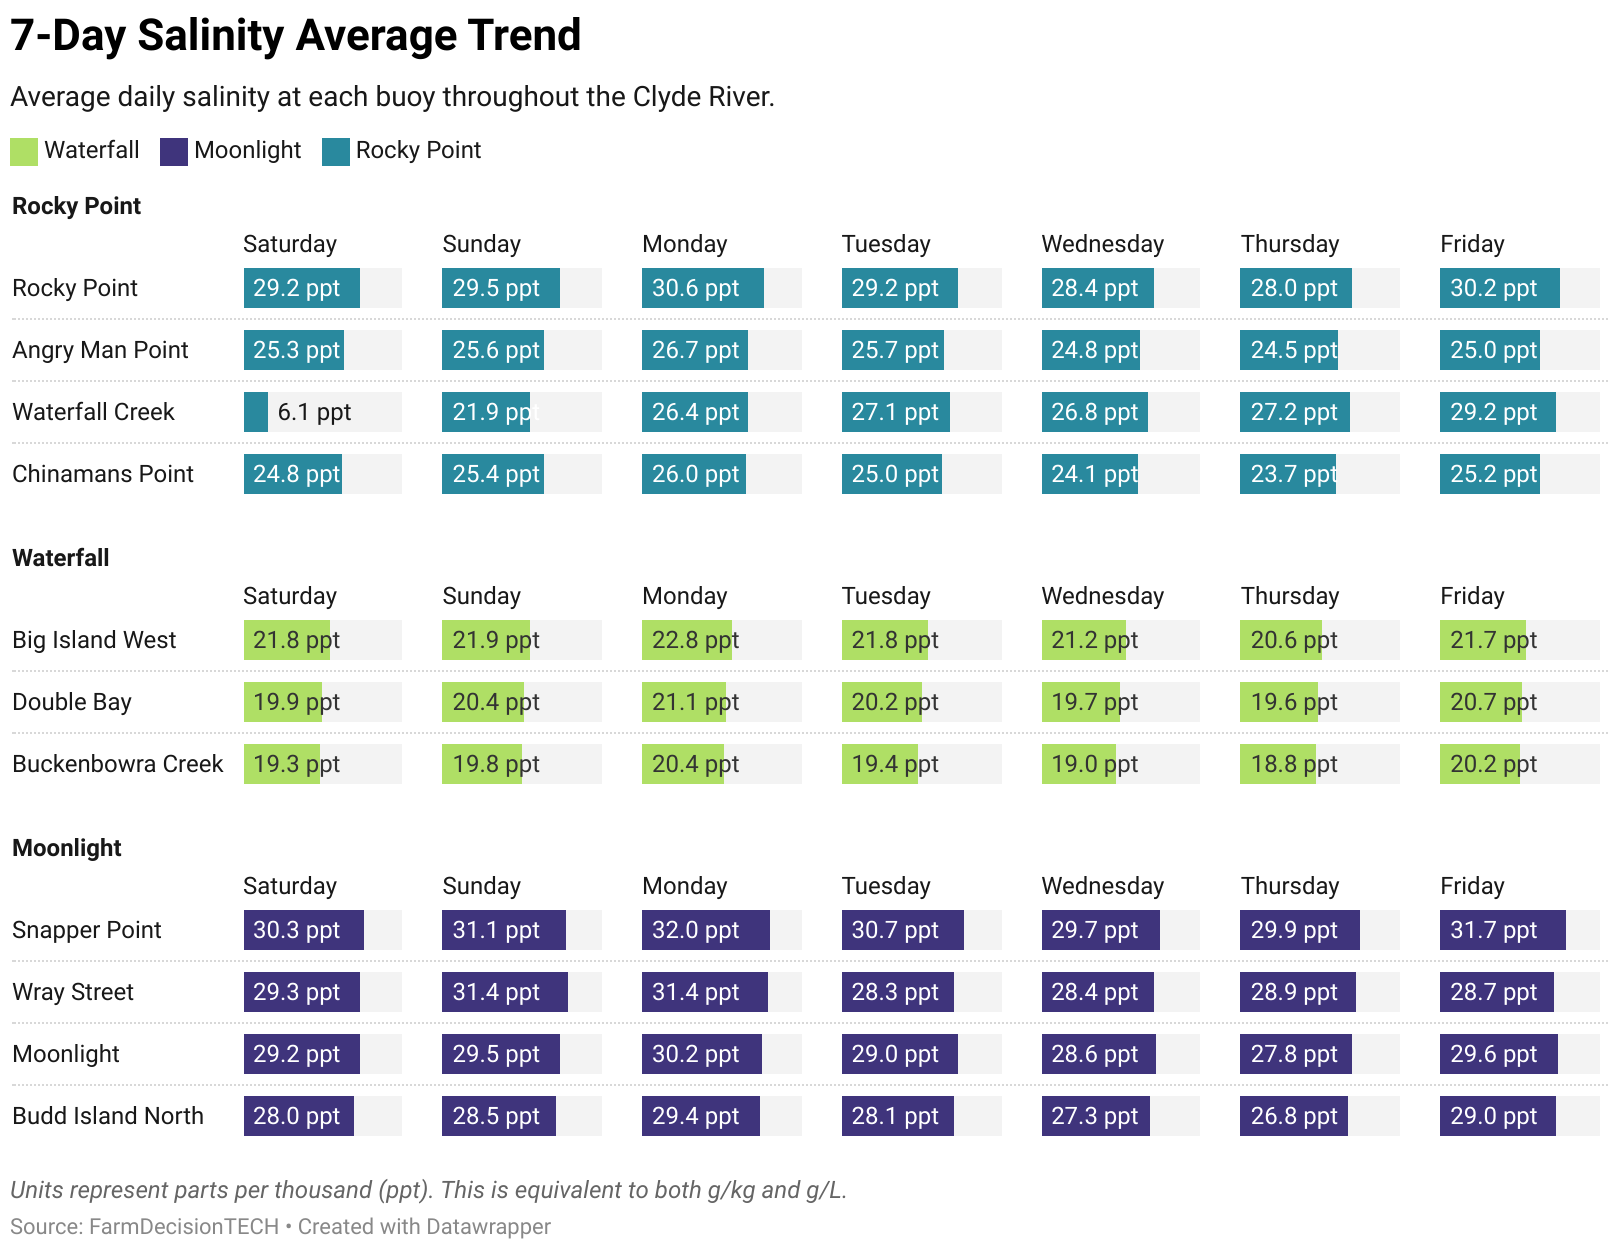 7-Day Salinity Average Trend
Average daily salinity at each buoy throughout the Clyde River.
Waterfall Moonlight Rocky Point
Rocky Point
Saturday Sunday Monday Tuesday Wednesday Thursday Friday
Rocky Point 29.2 ppt 29.5 ppt 30.6 ppt 29.2 ppt 28.4 ppt 28.0 ppt 30.2 ppt
Angry Man Point 25.3 ppt 25.6 ppt 26.7 ppt 25.7 ppt 24.8 ppt 24.5 ppt 25.0 ppt
Waterfall Creek 6.1 ppt 21.9 ppt 26.4 ppt 27.1 ppt 26.8 ppt 27.2 ppt 29.2 ppt
Chinamans Point 24.8 ppt 25.4 ppt 26.0 ppt 25.0 ppt 24.1 ppt 23.7 ppt 25.2 ppt
Waterfall
Saturday Sunday Monday Tuesday Wednesday Thursday Friday
Big Island West 21.8 ppt 21.9 ppt 22.8 ppt 21.8 ppt 21.2 ppt 20.6 ppt 21.7 ppt
Double Bay 19.9 ppt 20.4 ppt 21.1 ppt 20.2 ppt 19.7 ppt 19.6 ppt 20.7 ppt
Buckenbowra Creek 19.3 ppt 19.8 ppt 20.4 ppt 19.4 ppt 19.0 ppt 18.8 ppt 20.2 ppt
Moonlight
Saturday Sunday Monday Tuesday Wednesday Thursday Friday
Snapper Point 30.3 ppt 31.1 ppt 32.0 ppt 30.7 ppt 29.7 ppt 29.9 ppt 31.7 ppt
Wray Street 29.3 ppt 31.4 ppt 31.4 ppt 28.3 ppt 28.4 ppt 28.9 ppt 28.7 ppt
Moonlight 29.2 ppt 29.5 ppt 30.2 ppt 29.0 ppt 28.6 ppt 27.8 ppt 29.6 ppt
Budd Island North 28.0 ppt 28.5 ppt 29.4 ppt 28.1 ppt 27.3 ppt 26.8 ppt 29.0 ppt
Units represent parts per thousand (ppt). This is equivalent to both g/kg and g/L.
Source: FarmDecisionTECH • Created with Datawrapper